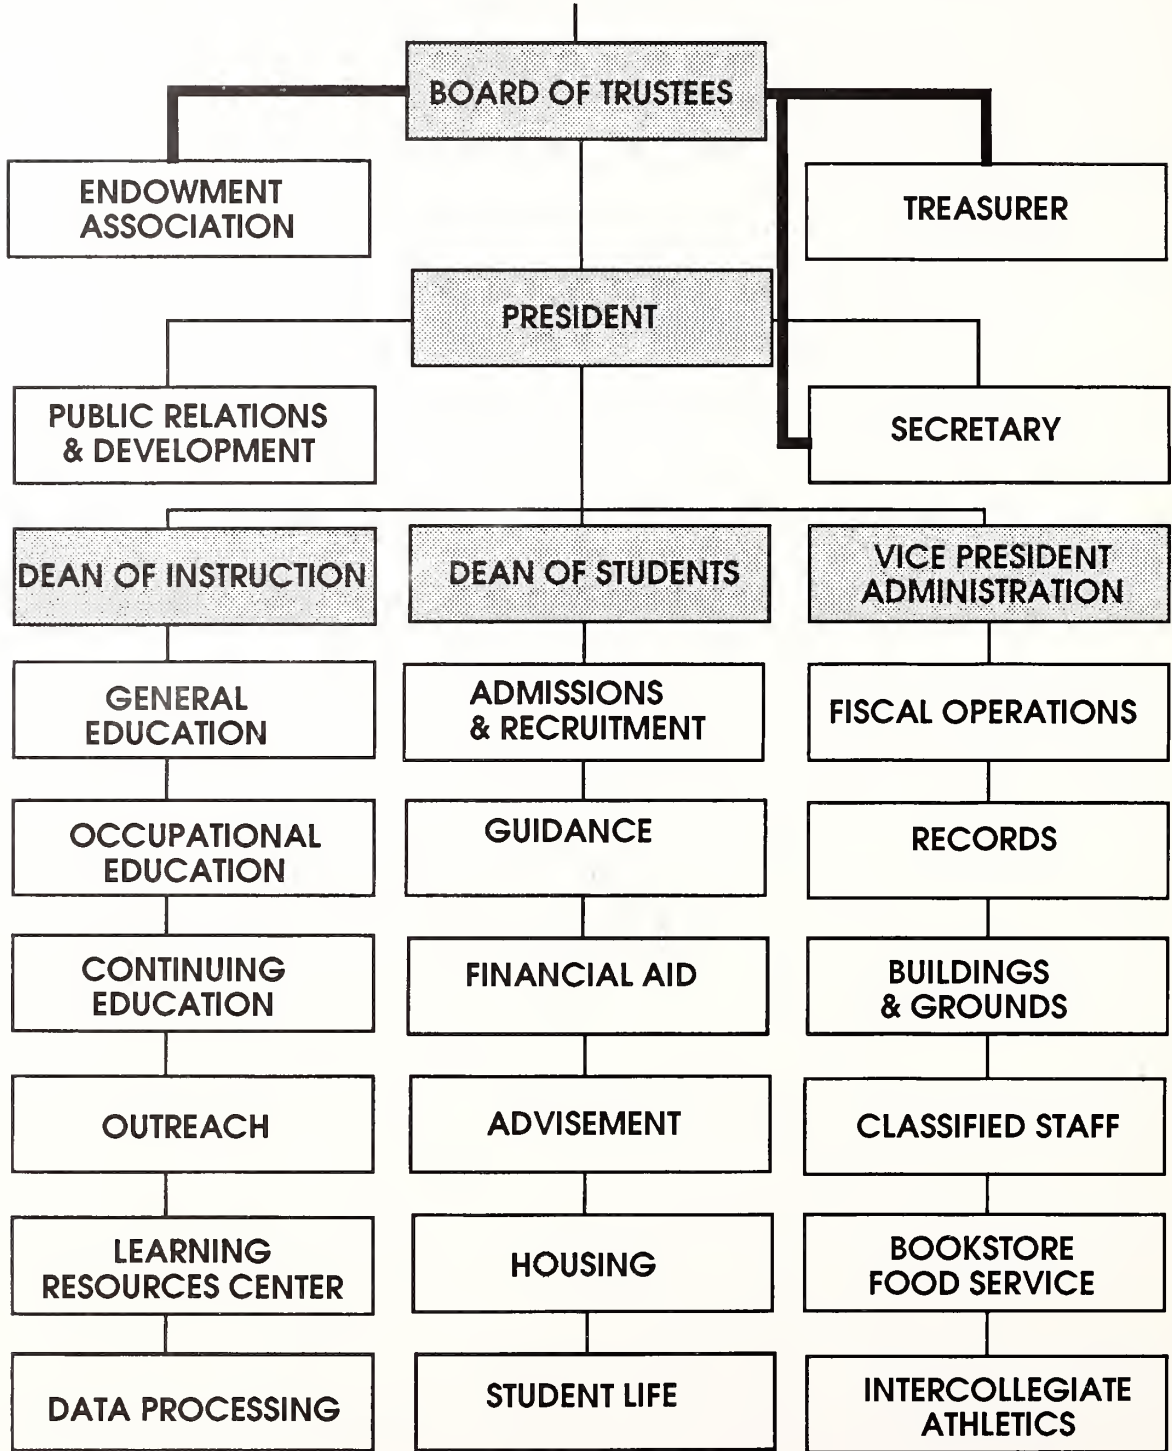 BOARD OF TRUSTEES
ENDOWMENT
ASSOCIATION
TREASURER
PRESIDENT
PUBLIC RELATIONS
& DEVELOPMENT
SECRETARY
DEAN OF INSTRUCTION
DEAN OF STUDENTS
VICE PRESIDENT
ADMINISTRATION
GENERAL
EDUCATION
ADMISSIONS
& RECRUITMENT
FISCAL OPERATIONS
OCCUPATIONAL
EDUCATION
GUIDANCE
RECORDS
CONTINUING
EDUCATION
FINANCIAL AID
BUILDINGS
& GROUNDS
OUTREACH
ADVISEMENT
CLASSIFIED STAFF
LEARNING
RESOURCES CENTER
HOUSING
BOOKSTORE
FOOD SERVICE
DATA PROCESSING
STUDENT LIFE
INTERCOLLEGIATE
ATHLETICS